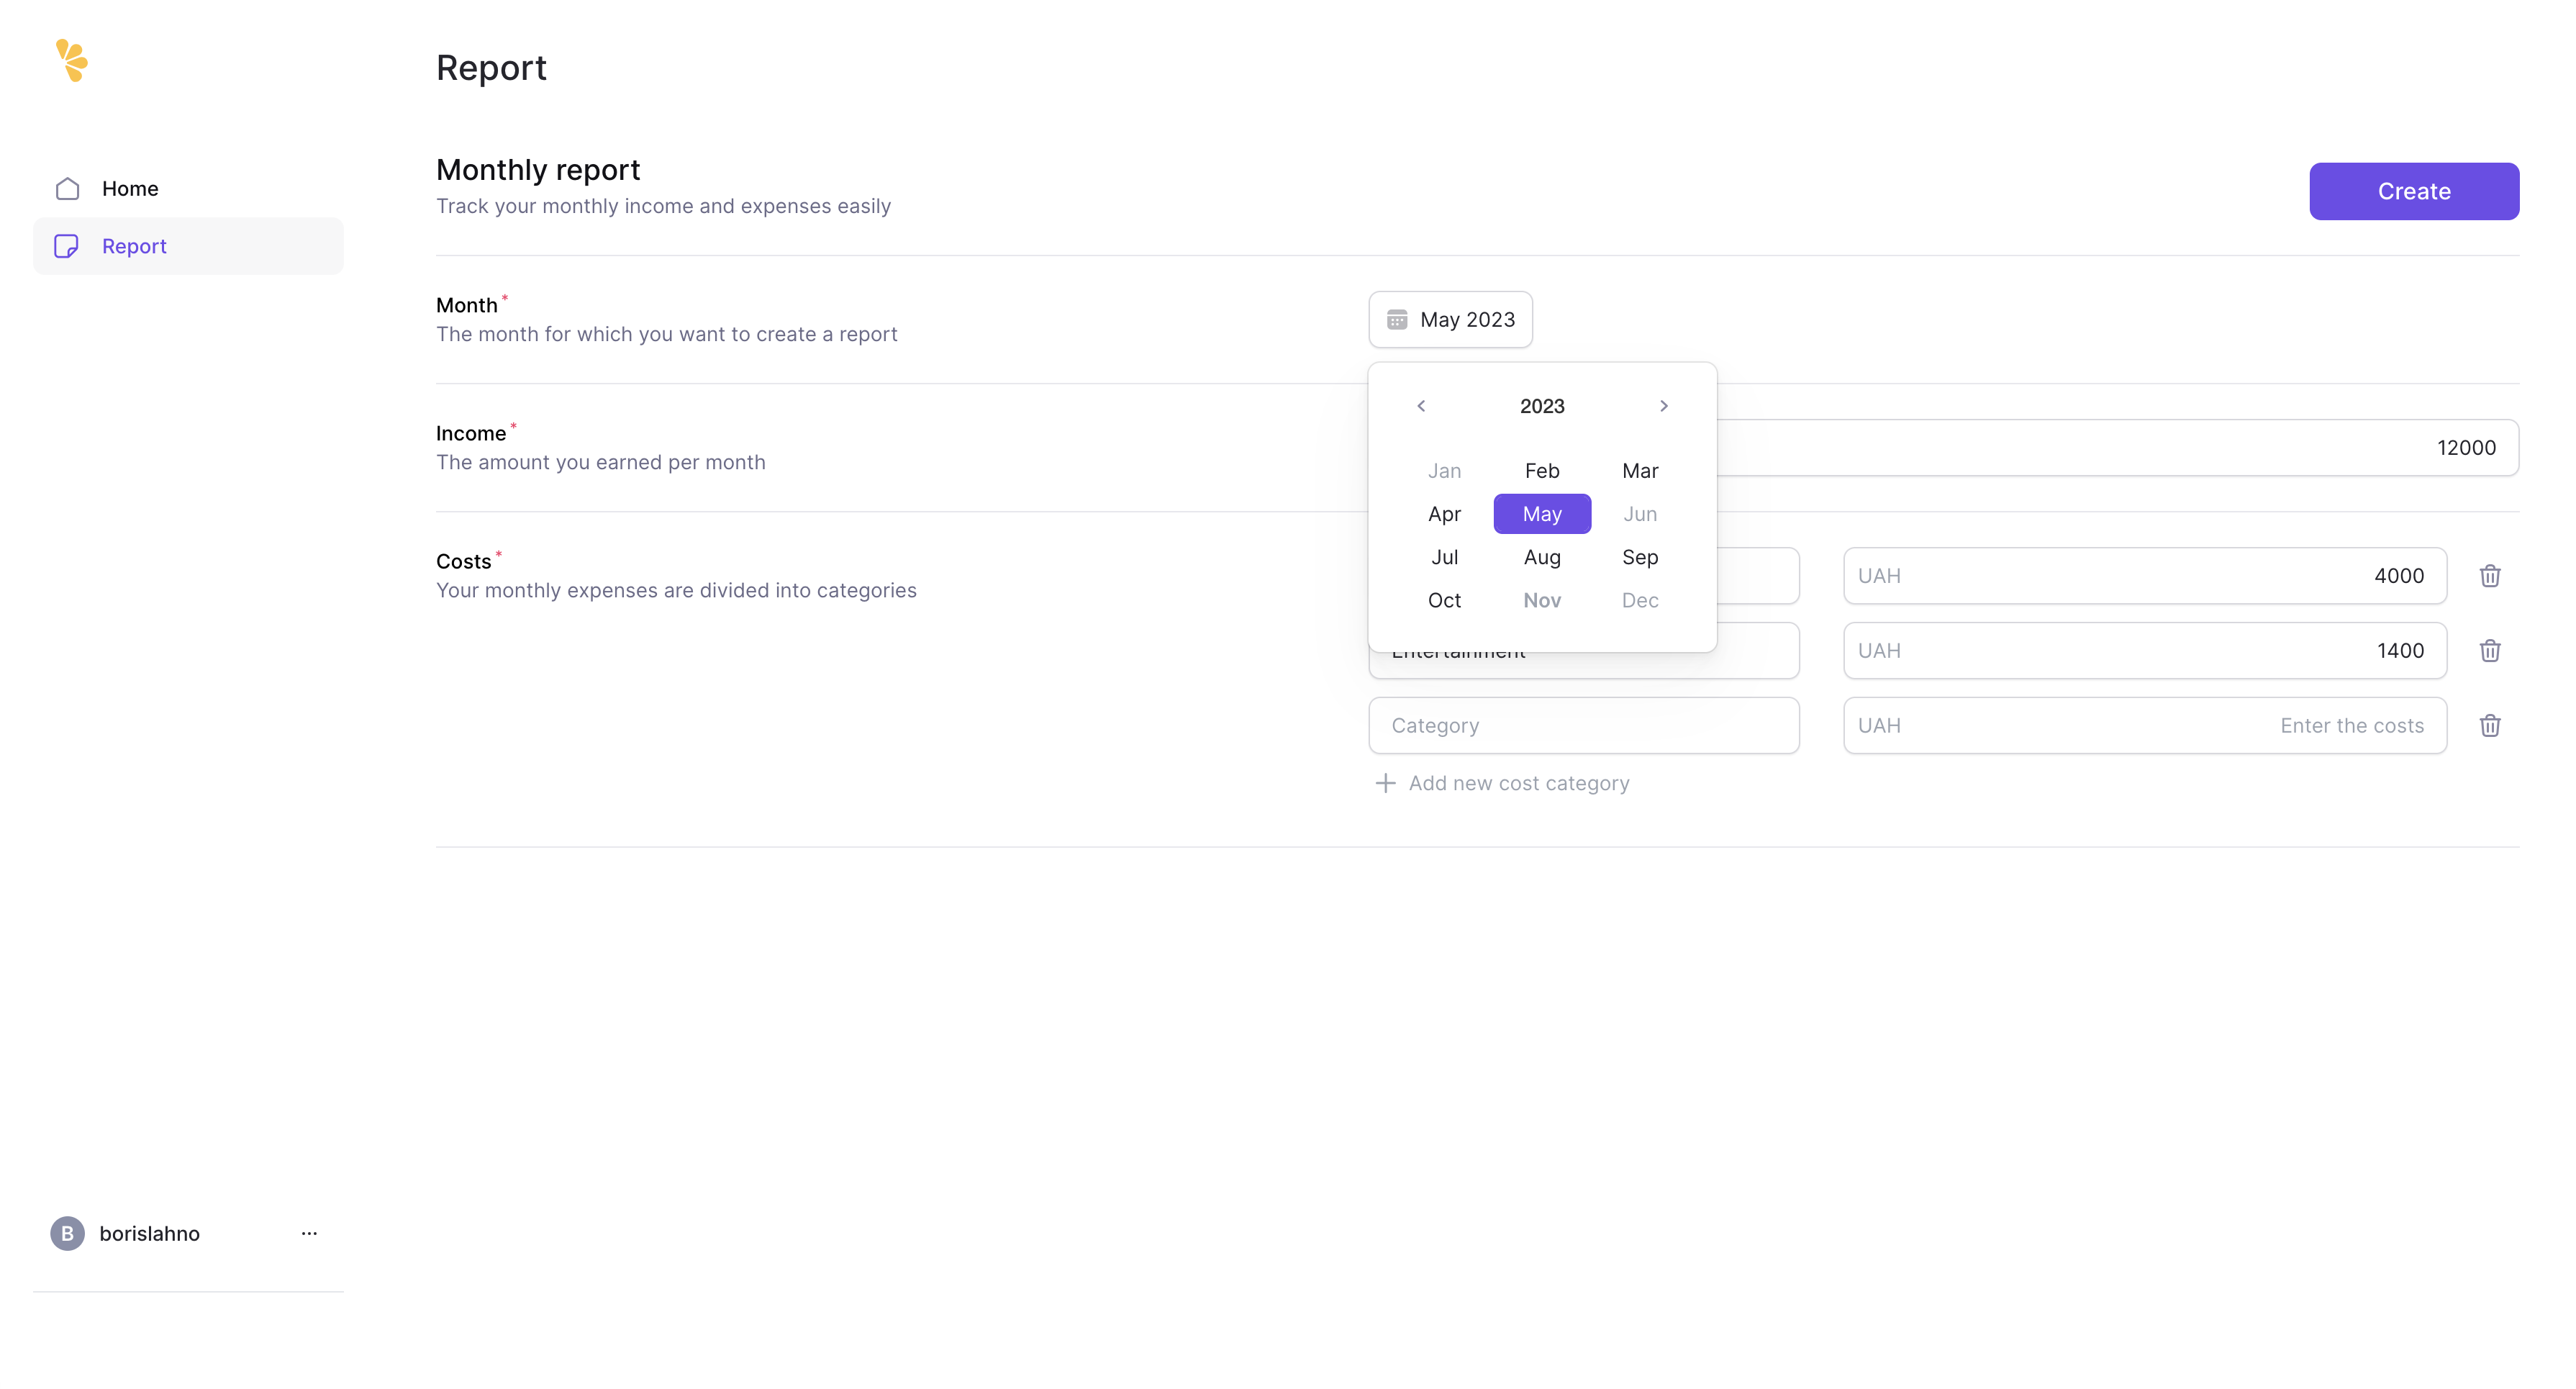 Report
Home
Report
Monthly report
Track your monthly income and expenses easily
Create
Month*
The month for which you want to create a report
May 2023
2023
Jan Feb Mar
Apr May Jun
Jul Aug Sep
Oct Nov Dec
Income*
The amount you earned per month
12000
Costs*
Your monthly expenses are divided into categories
UAH 4000
Entertainment UAH 1400
Category UAH Enter the costs
Add new cost category
B borislahno ...